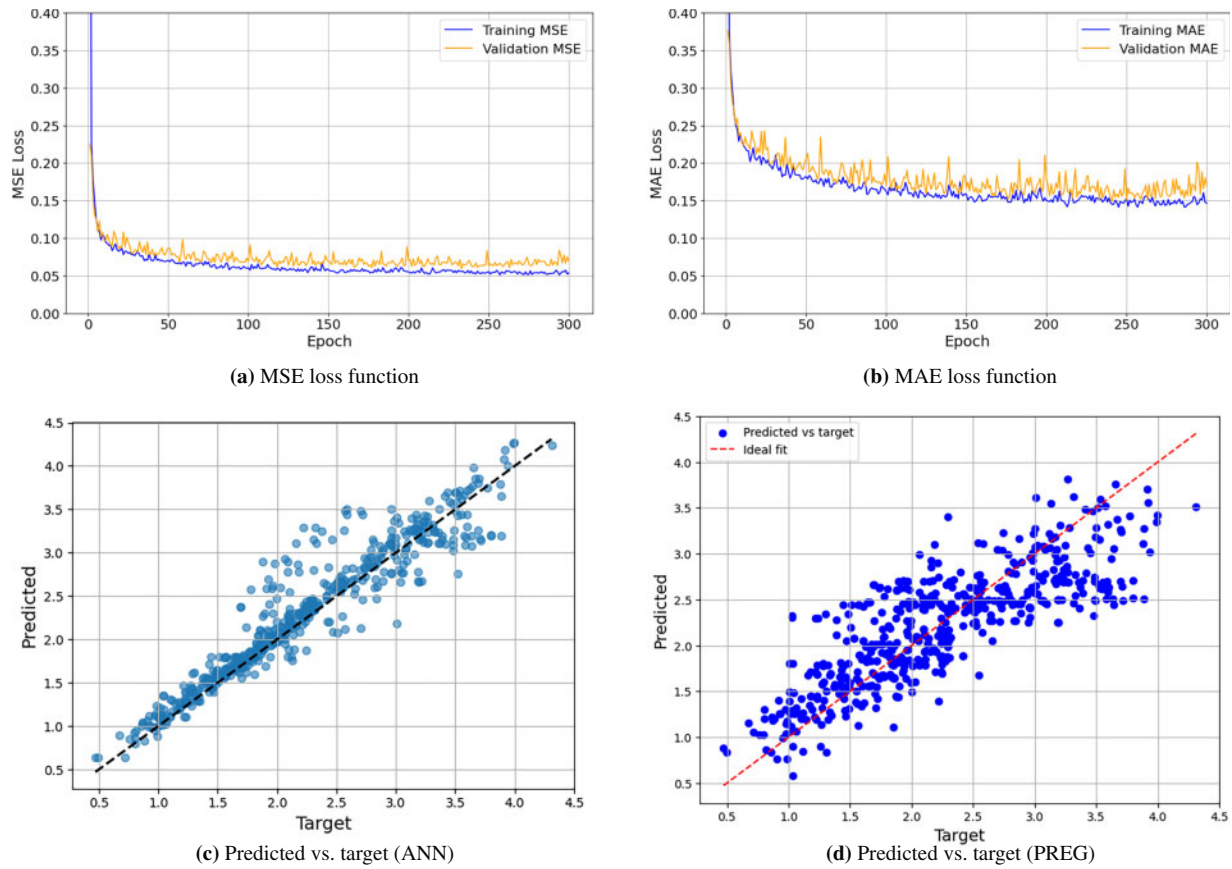 0.40
0.35
0.30
0.25
0.20
0.15
0.10
0.05
0.00
MSE Loss
Training MSE
Validation MSE
0 50 100 150 200 250 300
Epoch
(a) MSE loss function
0.40
0.35
0.30
0.25
0.20
0.15
0.10
0.05
0.00
MAE Loss
Training MAE
Validation MAE
0 50 100 150 200 250 300
Epoch
(b) MAE loss function
4.5
4.0
3.5
3.0
2.5
2.0
1.5
1.0
0.5
Predicted
0.5 1.0 1.5 2.0 2.5 3.0 3.5 4.0 4.5
Target
(c) Predicted vs. target (ANN)
4.5
4.0
3.5
3.0
2.5
2.0
1.5
1.0
0.5
Predicted
Predicted vs target
Ideal fit
0.5 1.0 1.5 2.0 2.5 3.0 3.5 4.0 4.5
Target
(d) Predicted vs. target (PREG)